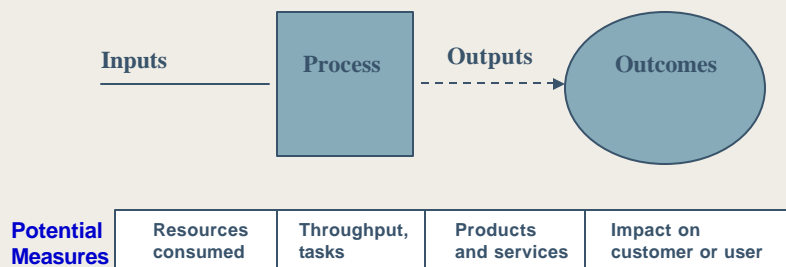 Inputs
Process
Outputs
Outcomes
Potential
Measures
Resources
consumed
Throughput,
tasks
Products
and services
Impact on
customer or user